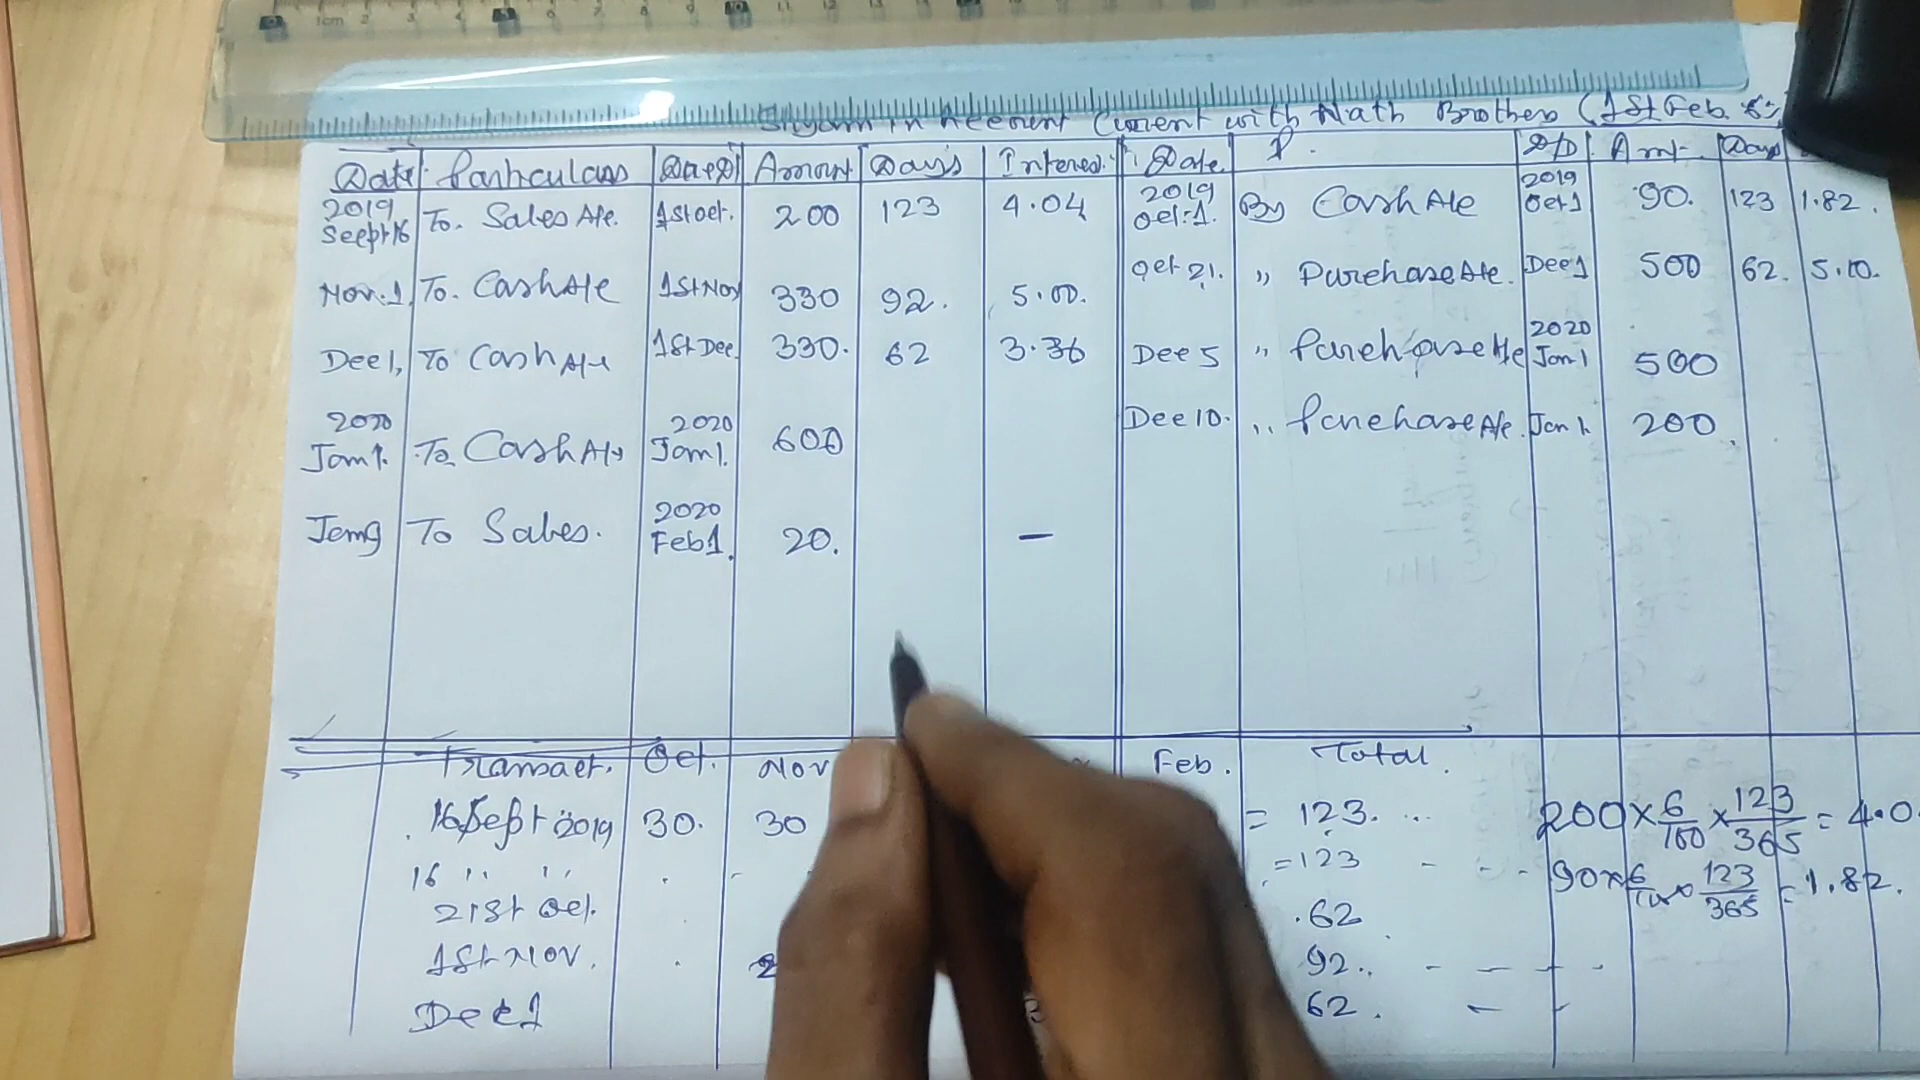 in Account Current with Nath Brothers (1st Feb.
Date Particulars Due D Amount Days Interest Date P. D/D Amt. Days
2019 Seept 16 To. Sales A/c. 1st oct. 200 123 4.04 2019 Oct.1. By Cash A/c 2019 Oct 1 90. 123 1.82.
Nov.1 To. Cash A/c 1st Nov 330 92. 5.00. Oct 21. ,, Purchase A/c. Dec 1 500 62. 5.10.
Dec 1, To Cash A/c 1st Dec 330. 62 3.36 Dec 5 ,, Purchase A/c 2020 Jan 1 500
2020 Jan 1. To Cash A/c 2020 Jan 1. 600 Dec 10. ,, Purchase A/c. Jan 1. 200.
Jan 9 To Sales. 2020 Feb 1. 20. –
Transact. Oct. Nov Feb. Total.
16 Sept 2019 30. 30 = 123. 200 × 6/100 × 123/365 = 4.0
16 ,, ,, = 123 90 × 6/100 × 123/365 = 1.82.
21st Oct. 62
1st Nov. 92..
Dec 1 62.